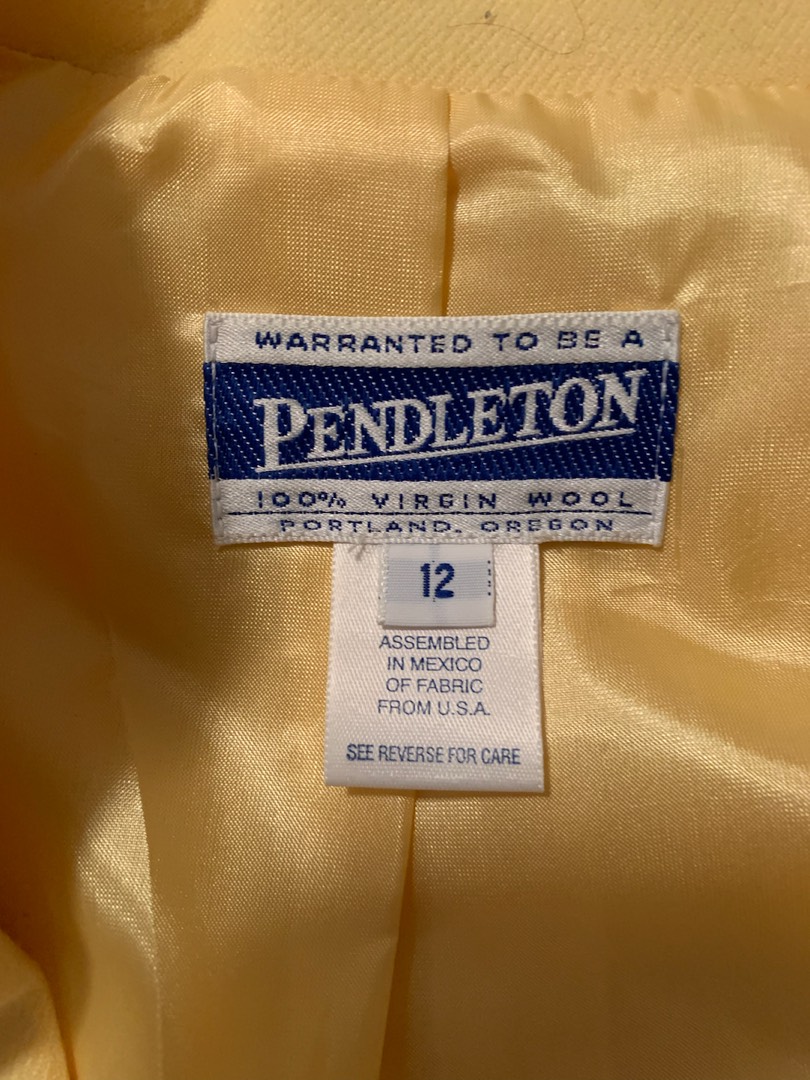 WARRANTED TO BE A
PENDLETON
100% VIRGIN WOOL
PORTLAND, OREGON
12
ASSEMBLED
IN MEXICO
OF FABRIC
FROM U.S.A.
SEE REVERSE FOR CARE